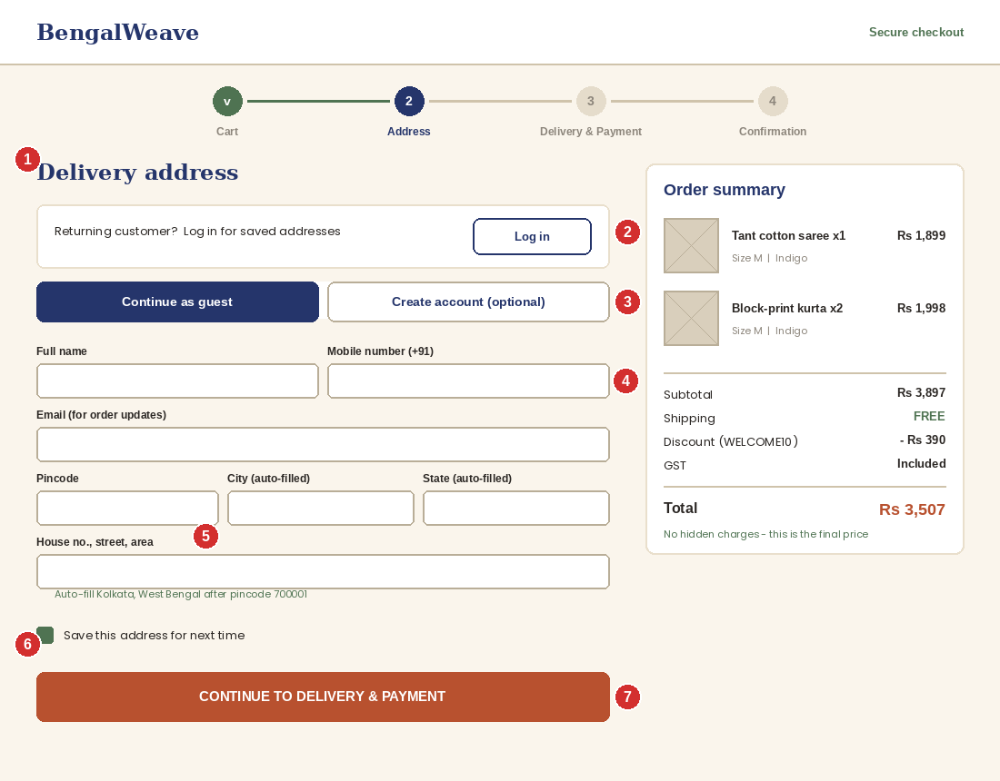 BengalWeave
Secure checkout
v 2 3 4
Cart Address Delivery & Payment Confirmation
1
Delivery address
Returning customer? Log in for saved addresses
Log in
2
Continue as guest
Create account (optional)
3
Full name
Mobile number (+91)
4
Email (for order updates)
Pincode
City (auto-filled)
State (auto-filled)
5
House no., street, area
Auto-fill Kolkata, West Bengal after pincode 700001
6
Save this address for next time
CONTINUE TO DELIVERY & PAYMENT
7
Order summary
Tant cotton saree x1 Rs 1,899
Size M | Indigo
Block-print kurta x2 Rs 1,998
Size M | Indigo
Subtotal Rs 3,897
Shipping FREE
Discount (WELCOME10) - Rs 390
GST Included
Total Rs 3,507
No hidden charges - this is the final price